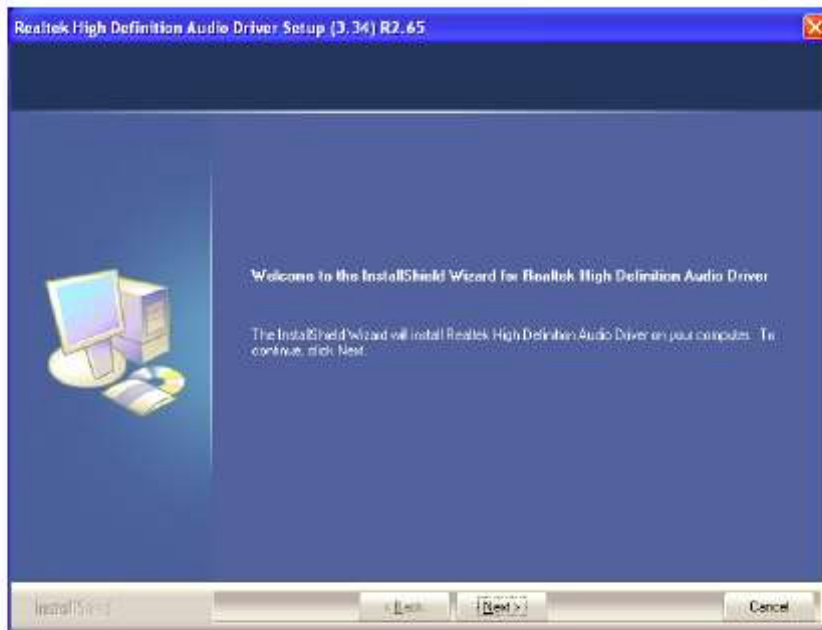 Realtek High Definition Audio Driver Setup (3.34) R2.65
Welcome to the InstallShield Wizard for Realtek High Definition Audio Driver
The InstallShield Wizard will install Realtek High Definition Audio Driver on your computer. To
continue, click Next.
InstallShield
< Back
Next >
Cancel